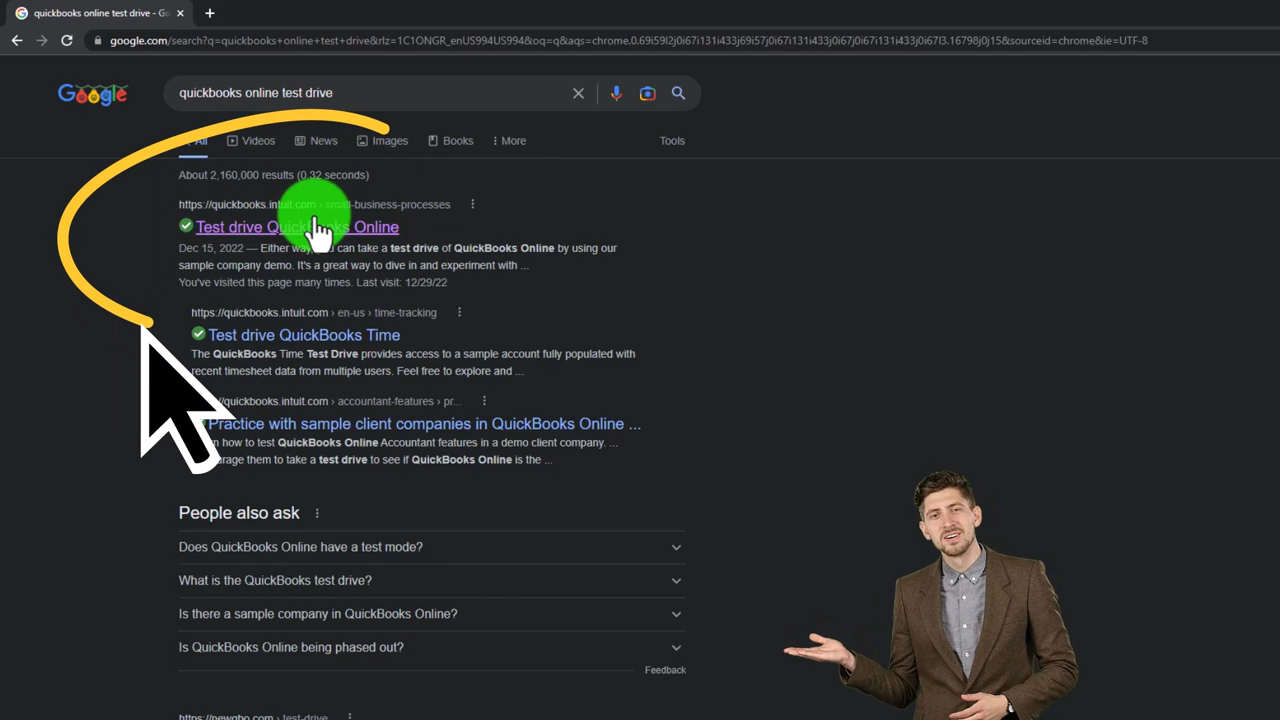 quickbooks online test drive - Go
google.com/search?q=quickbooks+online+test+drive&rlz=1C1ONGR_enUS994US994&oq=q&aqs=chrome.0.69i59l2j0i67i131i433j69i57j0i67i131i433j0i67j0i67i131i433j0i67l3.16798j0j15&sourceid=chrome&ie=UTF-8
Google
quickbooks online test drive
All Videos News Images Books More Tools
About 2,160,000 results (0.32 seconds)
https://quickbooks.intuit.com › small-business-processes
Test drive QuickBooks Online
Dec 15, 2022 — Either way, you can take a test drive of QuickBooks Online by using our
sample company demo. It's a great way to dive in and experiment with ...
You've visited this page many times. Last visit: 12/29/22
https://quickbooks.intuit.com › en-us › time-tracking
Test drive QuickBooks Time
The QuickBooks Time Test Drive provides access to a sample account fully populated with
recent timesheet data from multiple users. Feel free to explore and ...
/quickbooks.intuit.com › accountant-features › pr...
Practice with sample client companies in QuickBooks Online ...
how to test QuickBooks Online Accountant features in a demo client company. ...
them to take a test drive to see if QuickBooks Online is the ...
People also ask
Does QuickBooks Online have a test mode?
What is the QuickBooks test drive?
Is there a sample company in QuickBooks Online?
Is QuickBooks Online being phased out?
Feedback
https://newqbo.com › test-drive